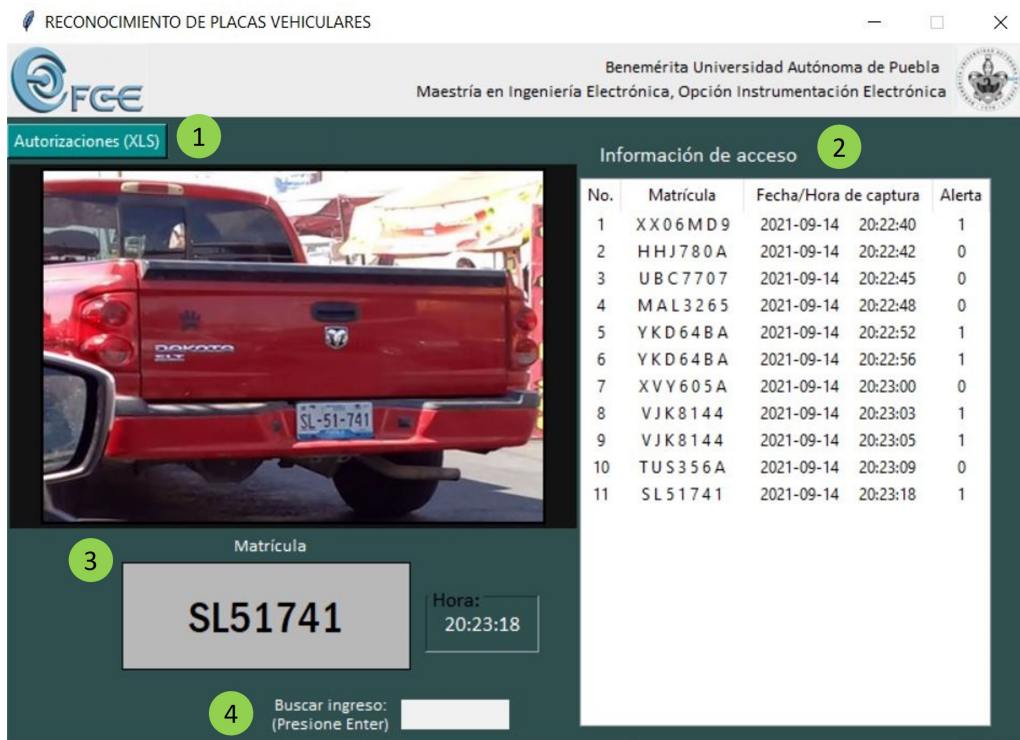 RECONOCIMIENTO DE PLACAS VEHICULARES
FCE
Benemérita Universidad Autónoma de Puebla
Maestría en Ingeniería Electrónica, Opción Instrumentación Electrónica
Autorizaciones (XLS)
1
Información de acceso
2
No. Matrícula Fecha/Hora de captura Alerta
1 XX06MD9 2021-09-14 20:22:40 1
2 HHJ780A 2021-09-14 20:22:42 0
3 UBC7707 2021-09-14 20:22:45 0
4 MAL3265 2021-09-14 20:22:48 0
5 YKD64BA 2021-09-14 20:22:52 1
6 YKD64BA 2021-09-14 20:22:56 1
7 XVY605A 2021-09-14 20:23:00 0
8 VJK8144 2021-09-14 20:23:03 1
9 VJK8144 2021-09-14 20:23:05 1
10 TUS356A 2021-09-14 20:23:09 0
11 SL51741 2021-09-14 20:23:18 1
DAKOTA
SLT
SL-51-741
3
Matrícula
SL51741
Hora:
20:23:18
4
Buscar ingreso:
(Presione Enter)